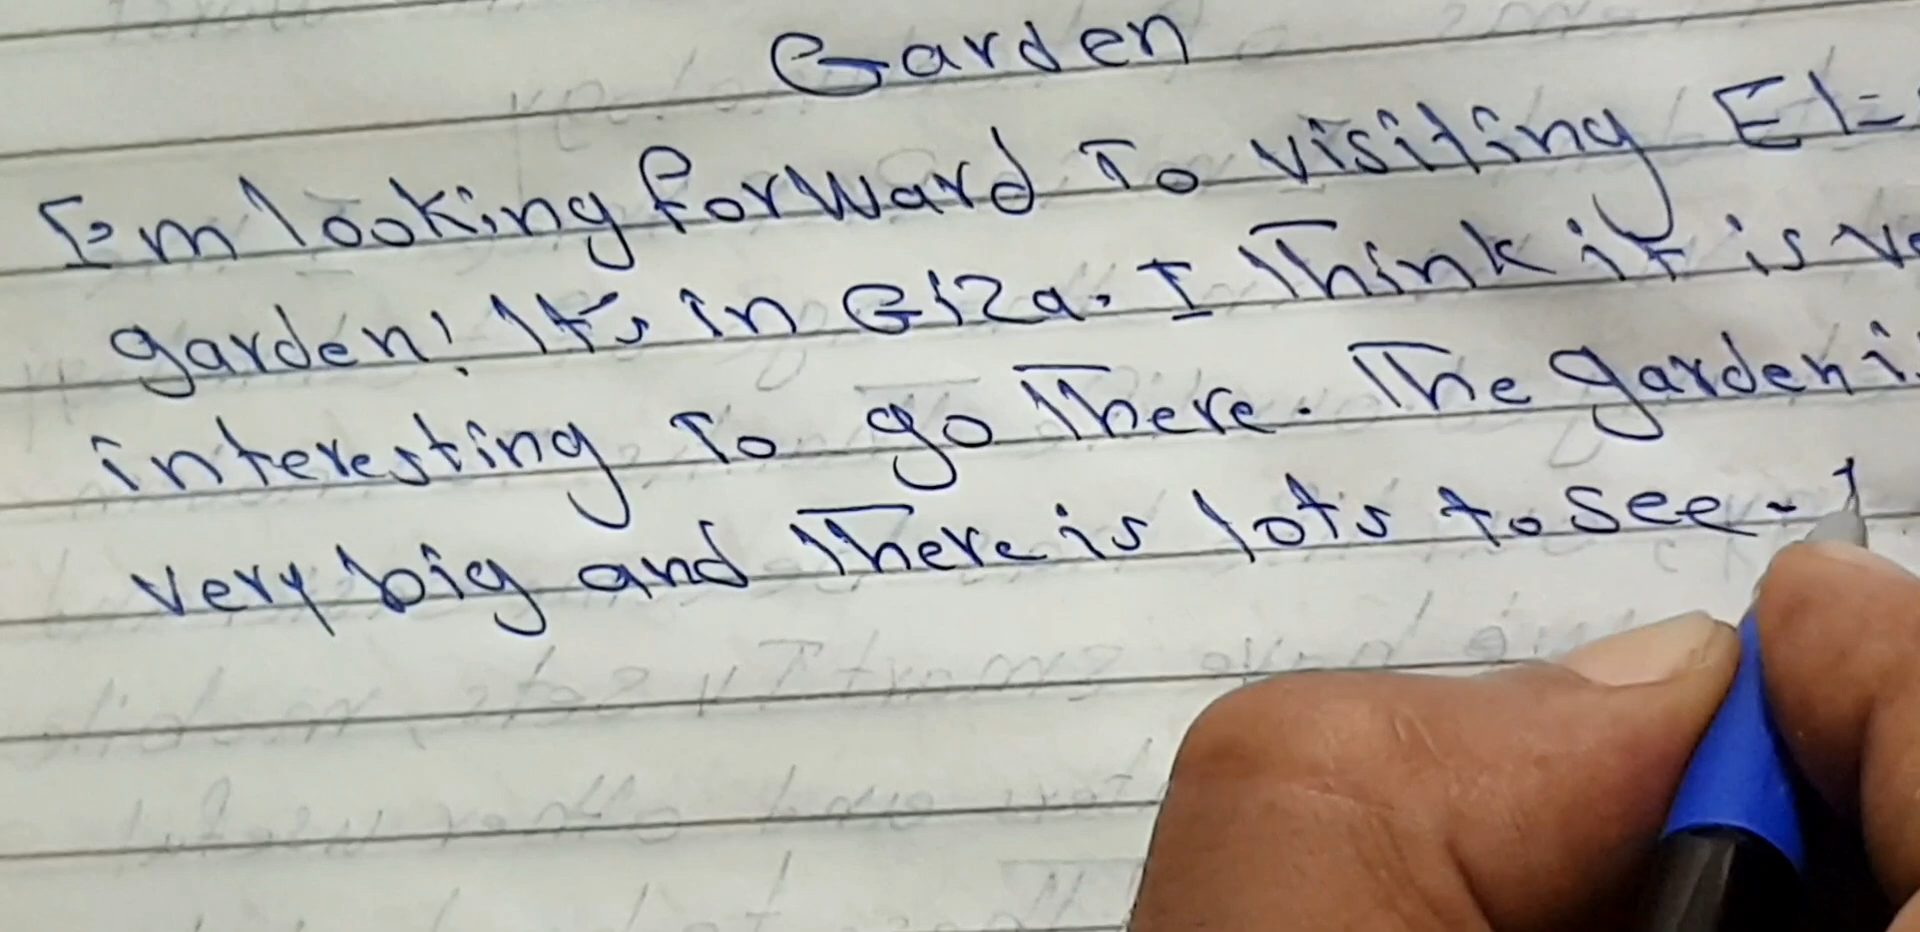 Garden
I'm looking forward To visiting El-
garden! It's in Giza. I Think it is
interesting To go There. The garden
very big and There is lots to see.